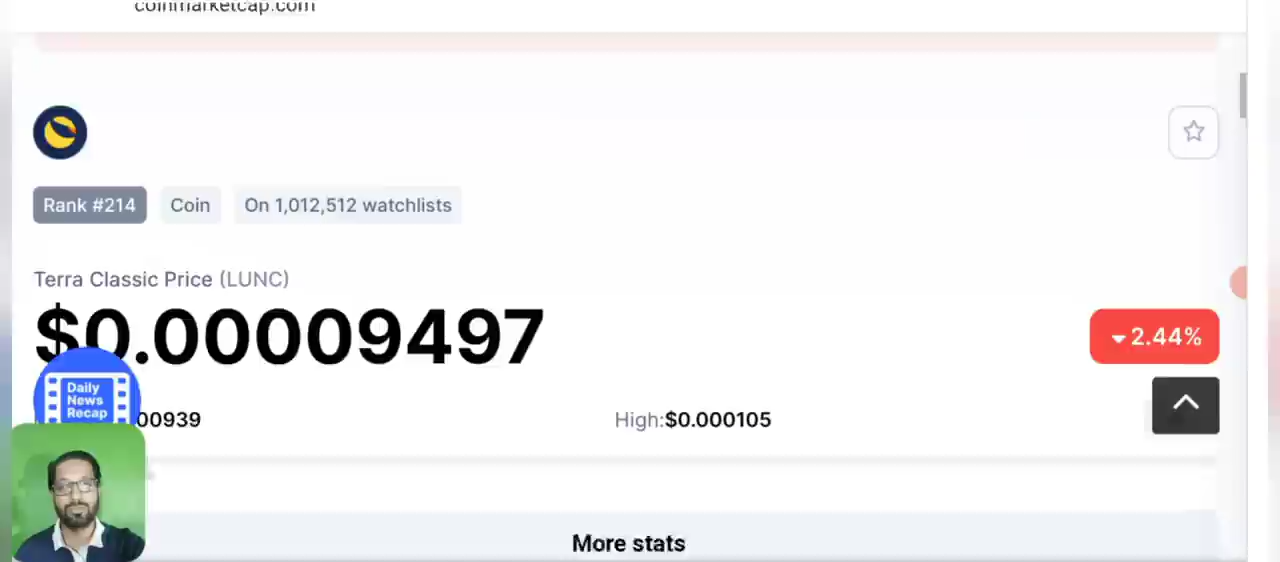 coinmarketcap.com
Rank #214 Coin On 1,012,512 watchlists
Terra Classic Price (LUNC)
$0.00009497
2.44%
Daily
News
Recap
00939 High:$0.000105
More stats